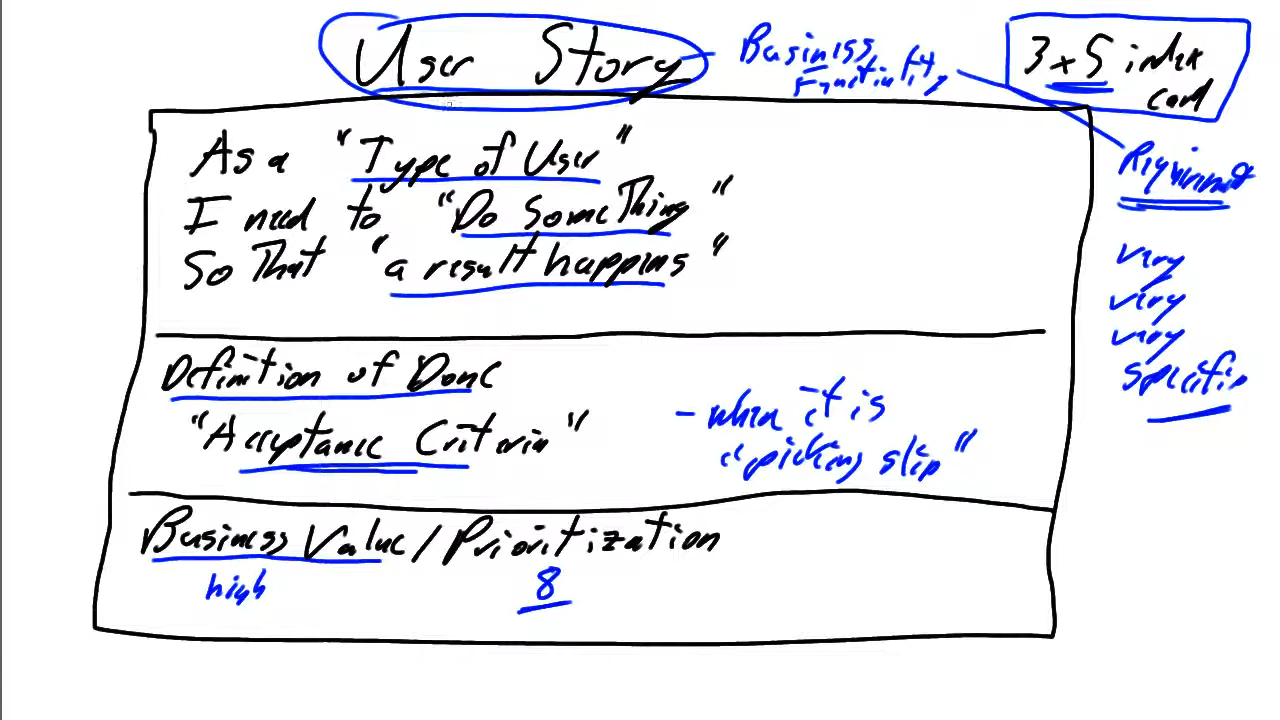 User Story
Business
Functionality
3x5 index
card
Requirement
very
very
very
specific
As a "Type of User"
I need to "Do Something"
So That "a result happens"
Definition of Done
"Acceptance Criteria"
- when it is
a picking slip"
Business Value/Prioritization
high 8